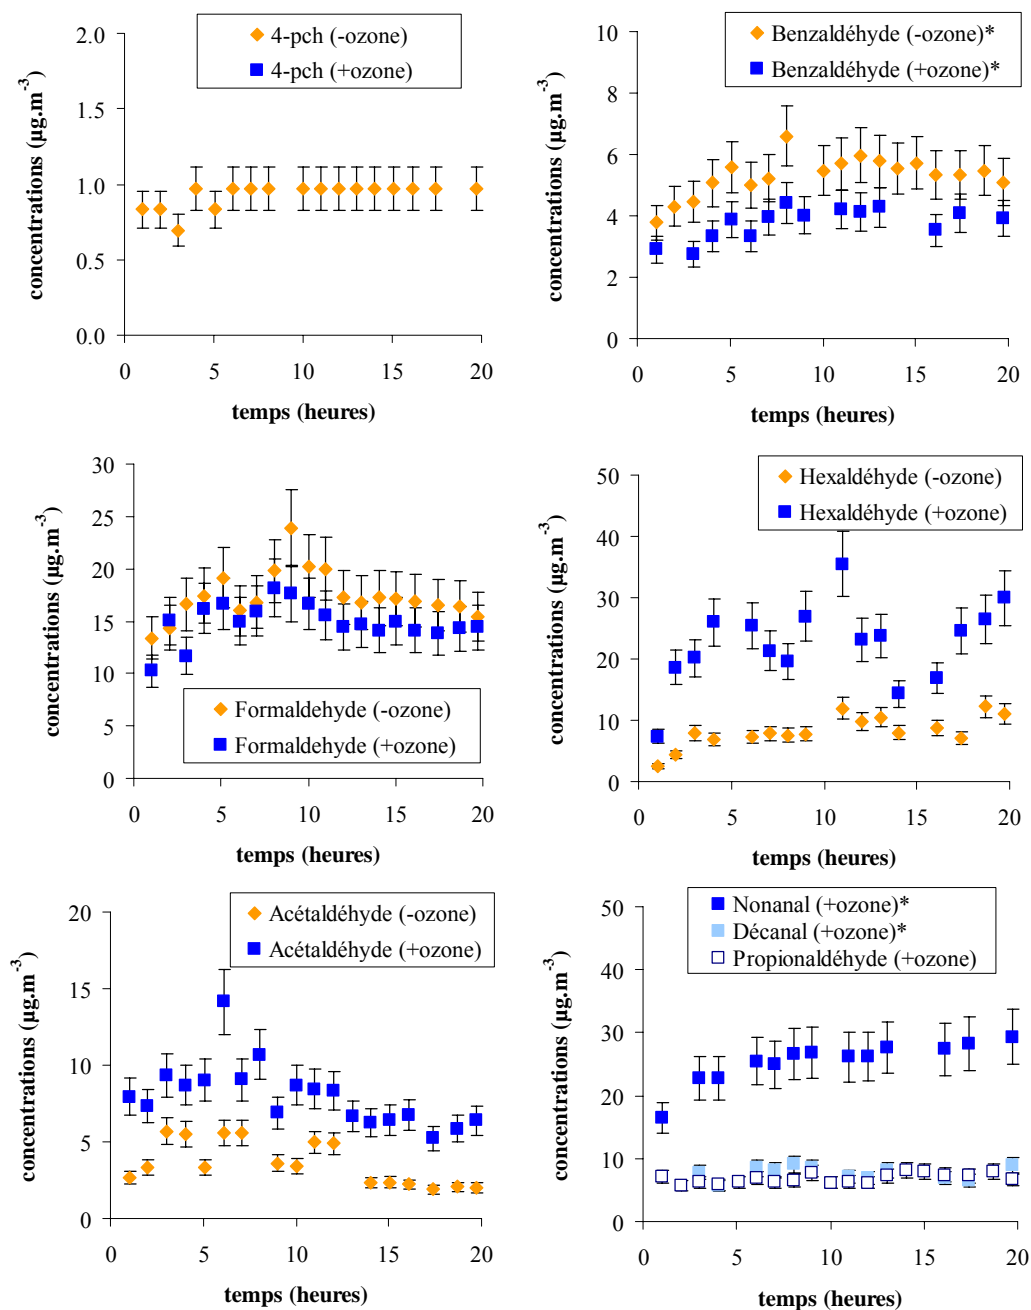 4-pch (-ozone)
4-pch (+ozone)
concentrations (µg.m-3)
2.0
1.5
1.0
0.5
0.0
0 5 10 15 20
temps (heures)
Benzaldéhyde (-ozone)*
Benzaldéhyde (+ozone)*
concentrations (µg.m-3)
10
8
6
4
2
0
0 5 10 15 20
temps (heures)
concentrations (µg.m-3)
30
25
20
15
10
5
0
Formaldehyde (-ozone)
Formaldehyde (+ozone)
0 5 10 15 20
temps (heures)
Hexaldéhyde (-ozone)
Hexaldéhyde (+ozone)
concentrations (µg.m-3)
50
40
30
20
10
0
0 5 10 15 20
temps (heures)
Acétaldéhyde (-ozone)
Acétaldéhyde (+ozone)
concentrations (µg.m-3)
20
15
10
5
0
0 5 10 15 20
temps (heures)
Nonanal (+ozone)*
Décanal (+ozone)*
Propionaldéhyde (+ozone)
concentrations (µg.m-3)
50
40
30
20
10
0
0 5 10 15 20
temps (heures)